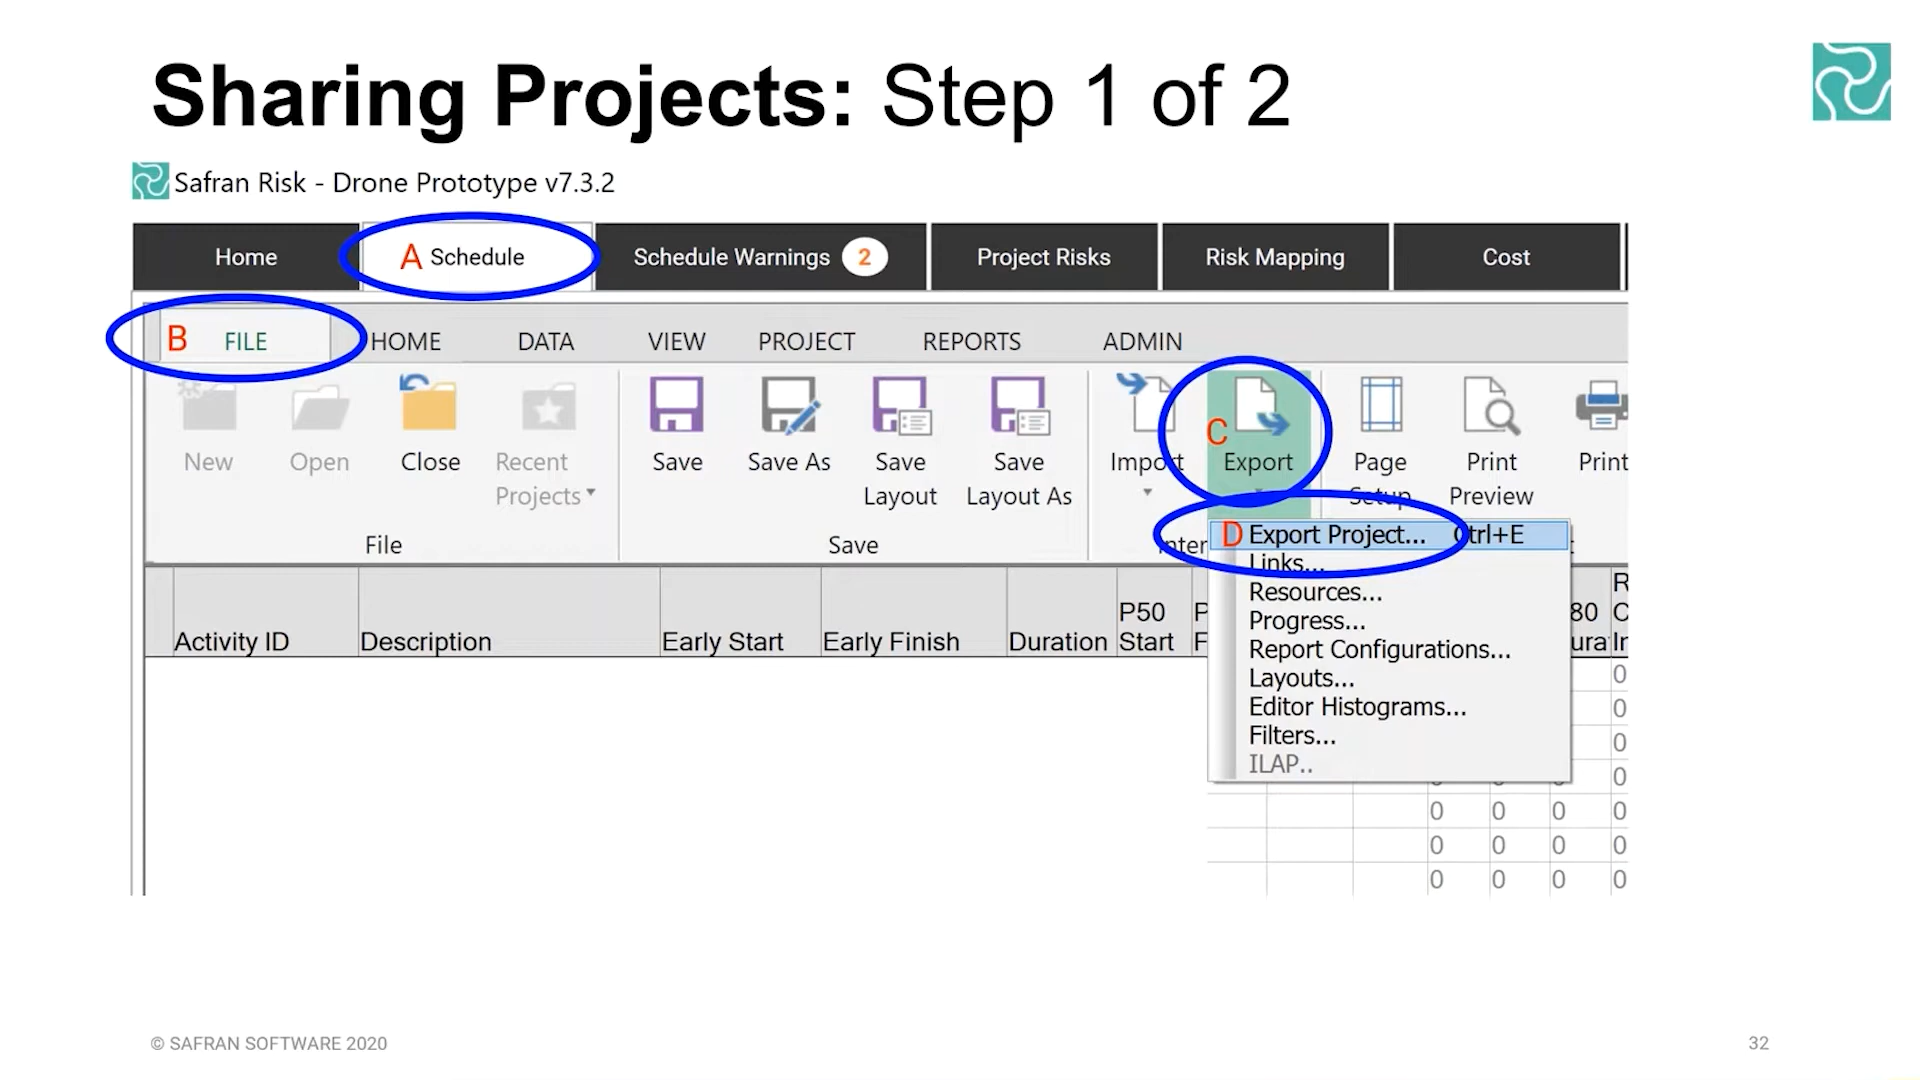 Sharing Projects: Step 1 of 2
Safran Risk - Drone Prototype v7.3.2
Home A Schedule Schedule Warnings 2 Project Risks Risk Mapping Cost
B FILE HOME DATA VIEW PROJECT REPORTS ADMIN
C
New Open Close Recent Save Save As Save Save Import Export Page Print Print
Projects Layout Layout As Setup Preview
File Save
D Export Project... Ctrl+E
Links...
Resources...
Progress...
Report Configurations...
Layouts...
Editor Histograms...
Filters...
ILAP..
Activity ID Description Early Start Early Finish Duration P50 Start
80
0
0
0
0
0 0 0 0
0 0 0 0
0 0 0 0
© SAFRAN SOFTWARE 2020
32